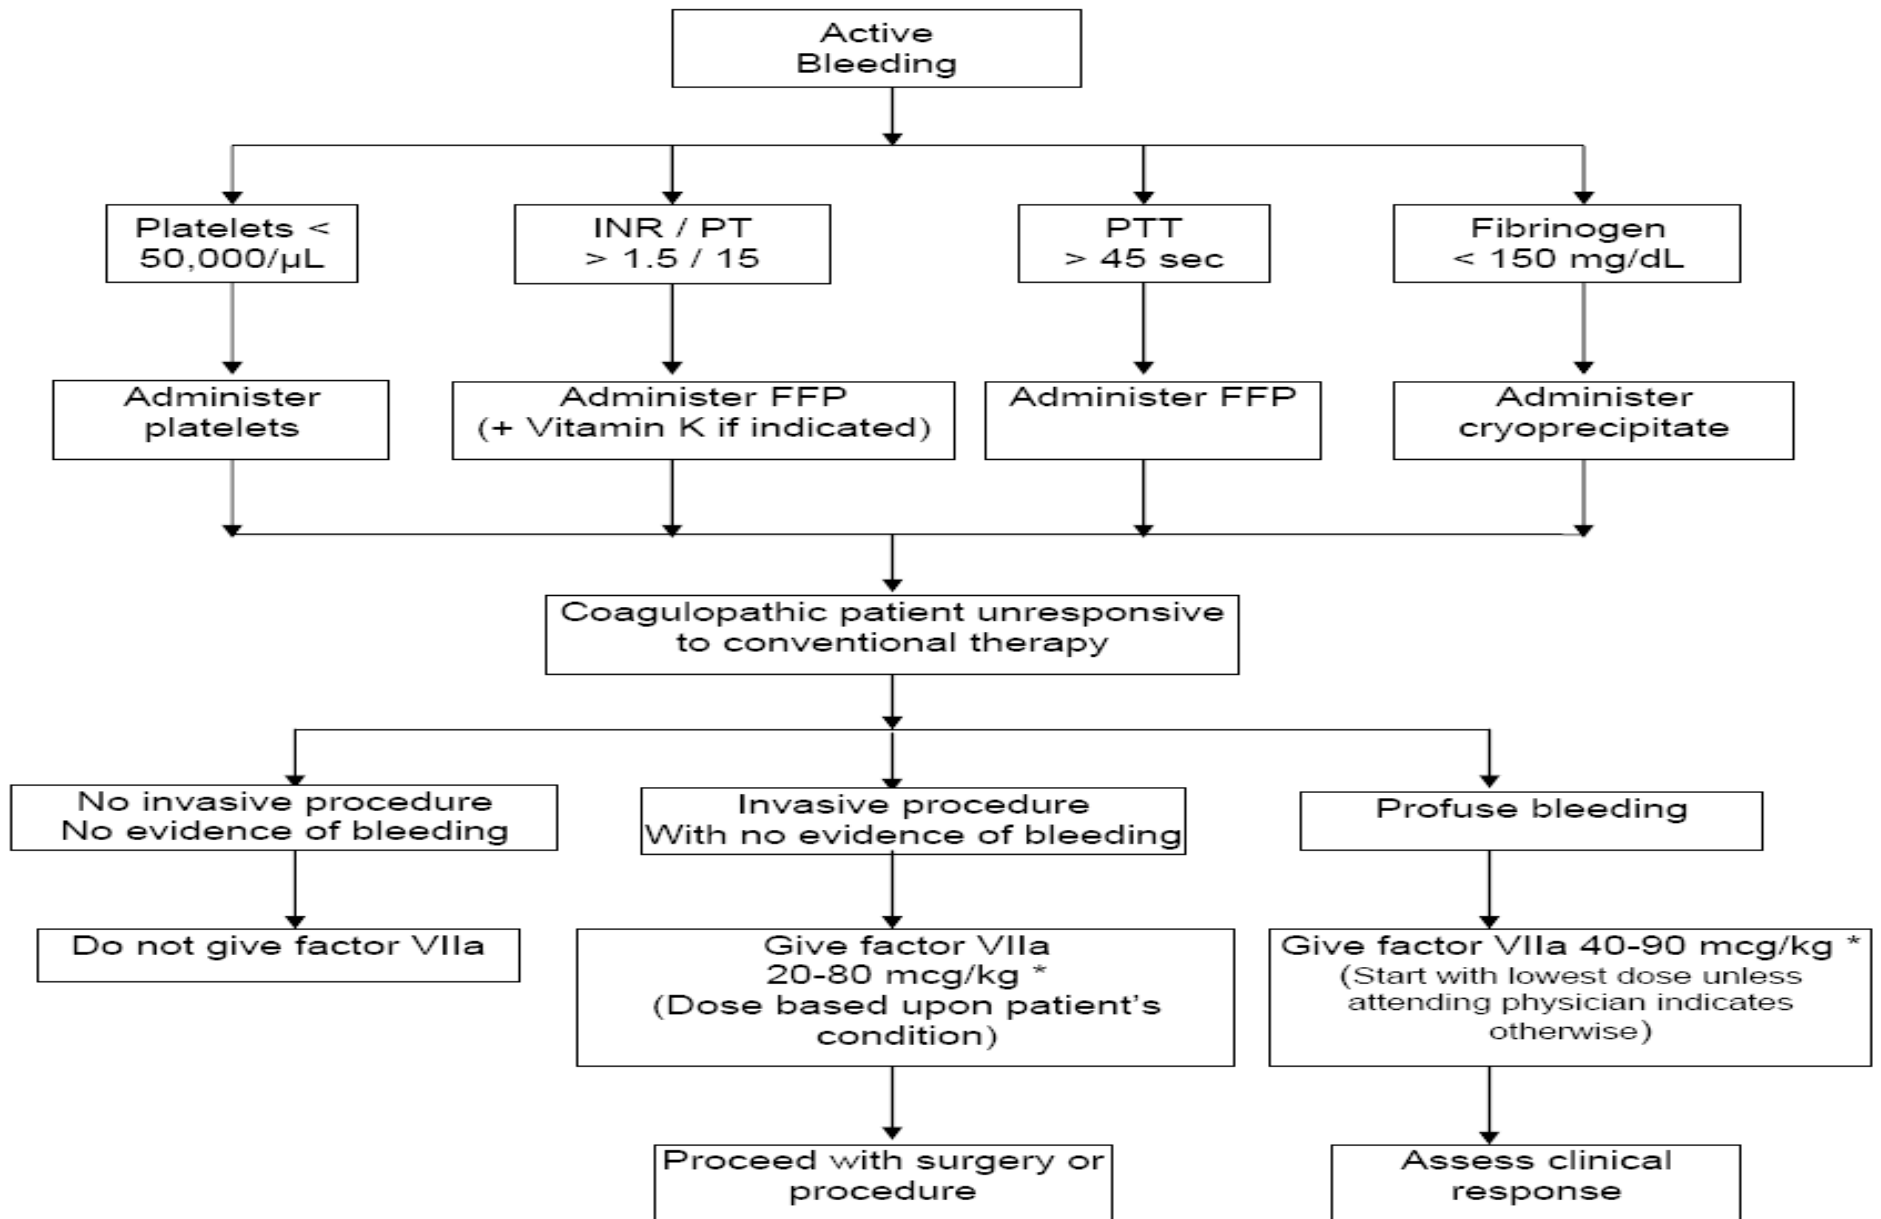 Active
Bleeding
Platelets <
50,000/µL
INR / PT
> 1.5 / 15
PTT
> 45 sec
Fibrinogen
< 150 mg/dL
Administer
platelets
Administer FFP
(+ Vitamin K if indicated)
Administer FFP
Administer
cryoprecipitate
Coagulopathic patient unresponsive
to conventional therapy
No invasive procedure
No evidence of bleeding
Invasive procedure
With no evidence of bleeding
Profuse bleeding
Do not give factor VIIa
Give factor VIIa
20-80 mcg/kg *
(Dose based upon patient's
condition)
Give factor VIIa 40-90 mcg/kg *
(Start with lowest dose unless
attending physician indicates
otherwise)
Proceed with surgery or
procedure
Assess clinical
response